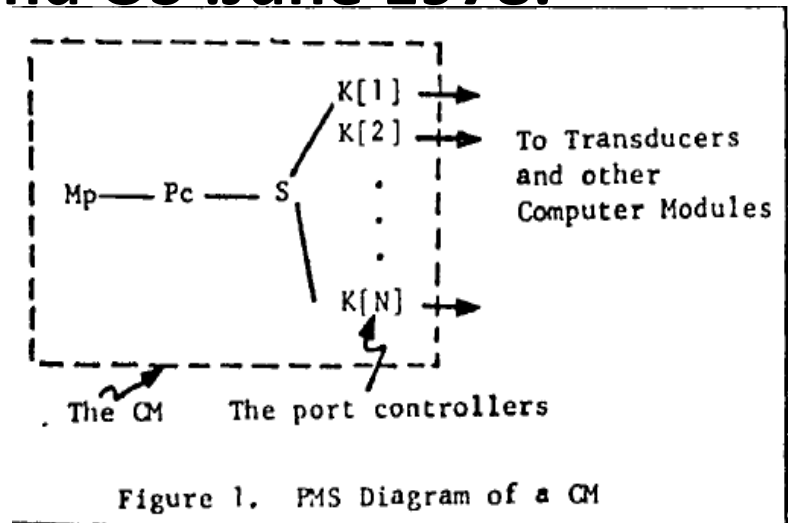 K[1]
K[2]
To Transducers
and other
Mp Pc S
Computer Modules
K[N]
The CM The port controllers
Figure 1. PMS Diagram of a CM